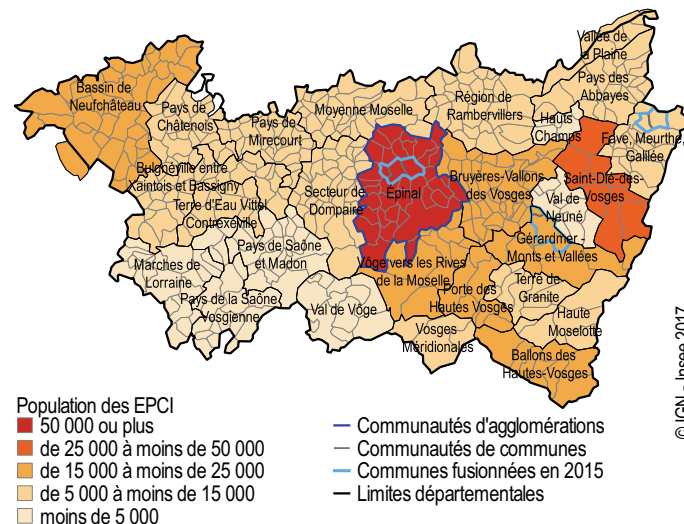 Vallée de
la Plaine
Bassin de
Neufchâteau
Pays des
Abbayes
Pays de
Châtenois
Moyenne Moselle
Région de
Rambervillers
Hauts
Champs
Pays de
Mirecourt
Fave, Meurthe,
Galilée
Bulgnéville entre
Xaintois et Bassigny
Secteur de
Dompaire
Épinal
Bruyères-Vallons
des Vosges
Saint-Dié-des-
Vosges
Terre d'Eau Vittel
Contrexéville
Val de
Neuné
Pays de Saône
et Madon
Gérardmer -
Monts et Vallées
Marches de
Lorraine
Vôge vers les Rives
de la Moselle
Terre de
Granite
Pays de la Saône
Vosgienne
Val de Vôge
Porte des
Hautes Vosges
Haute
Moselotte
Vosges
Méridionales
Ballons des
Hautes-Vosges
© IGN - Insee 2017
Population des EPCI
50 000 ou plus
de 25 000 à moins de 50 000
de 15 000 à moins de 25 000
de 5 000 à moins de 15 000
moins de 5 000
Communautés d'agglomérations
Communautés de communes
Communes fusionnées en 2015
Limites départementales